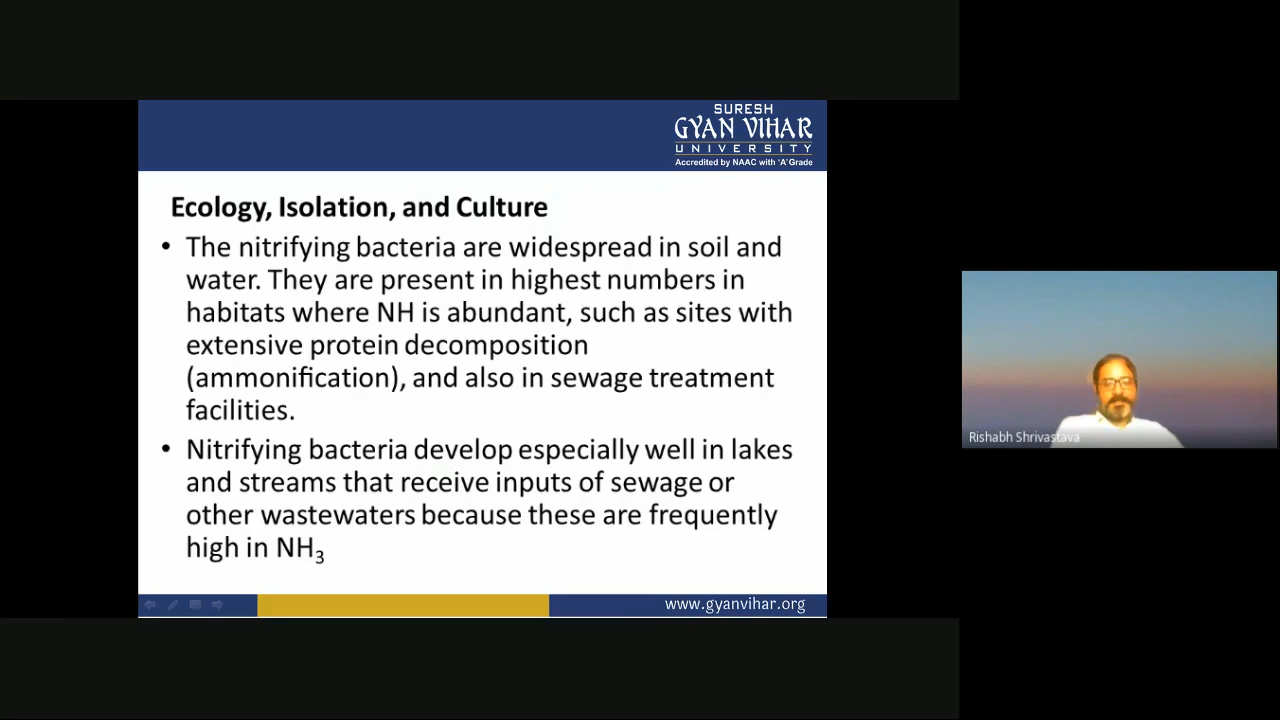 SURESH
GYAN VIHAR
UNIVERSITY
Accredited by NAAC with 'A' Grade
Ecology, Isolation, and Culture
• The nitrifying bacteria are widespread in soil and
water. They are present in highest numbers in
habitats where NH is abundant, such as sites with
extensive protein decomposition
(ammonification), and also in sewage treatment
facilities.
• Nitrifying bacteria develop especially well in lakes
and streams that receive inputs of sewage or
other wastewaters because these are frequently
high in NH₃
www.gyanvihar.org
Rishabh Shrivastava